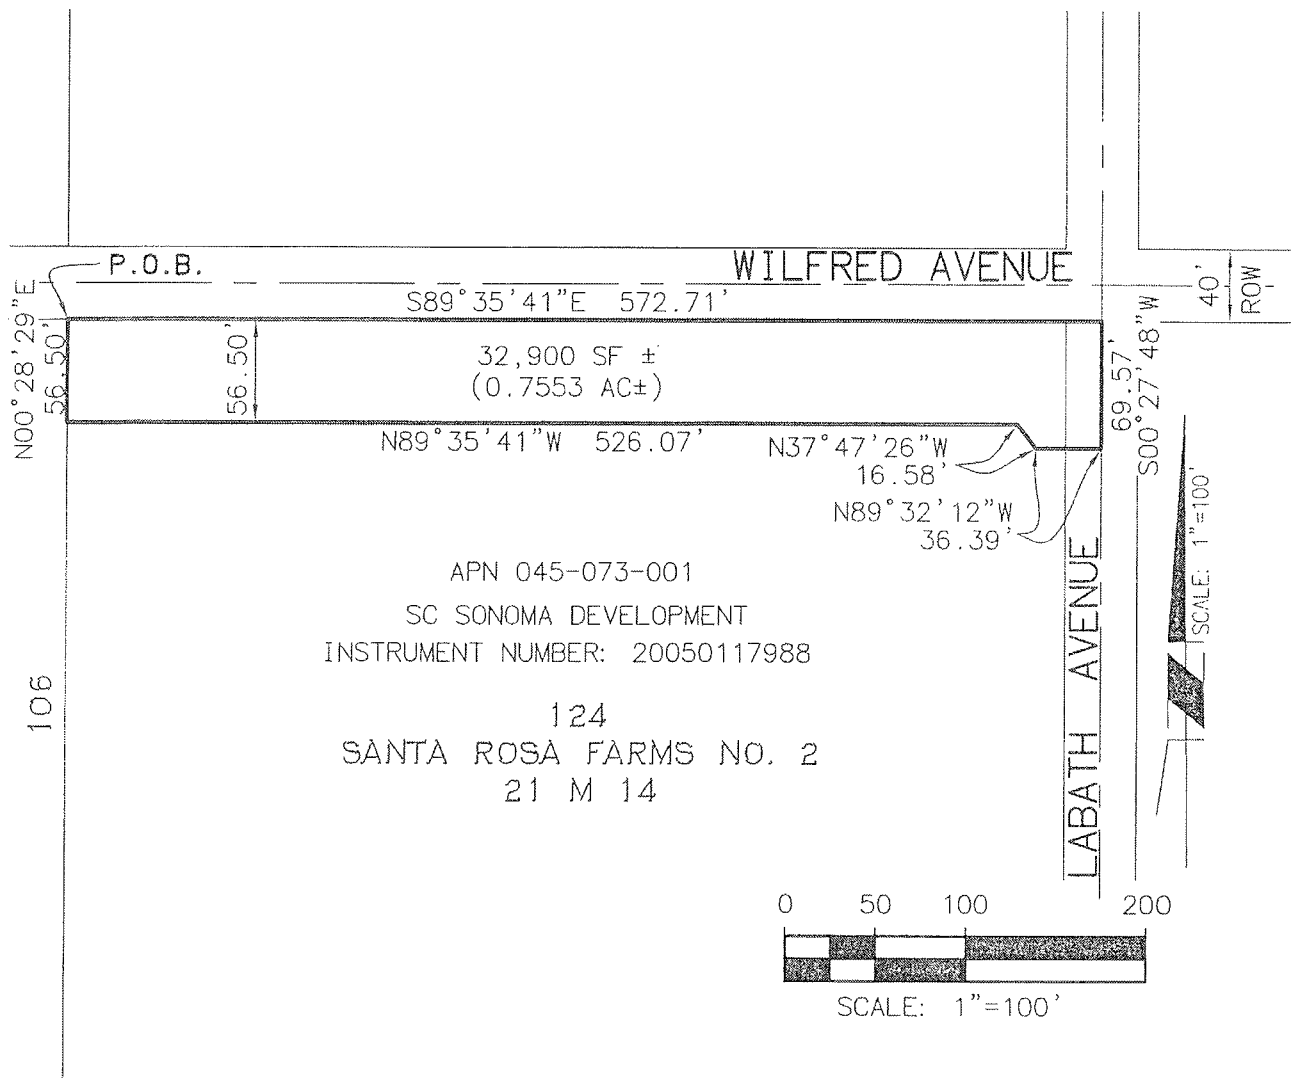 P.O.B.
WILFRED AVENUE
40'
ROW
S89°35'41"E 572.71'
N00°28'29"E
56.50'
56.50'
32,900 SF ±
(0.7553 AC±)
69.57'
S00°27'48"W
N89°35'41"W 526.07'
N37°47'26"W
16.58'
N89°32'12"W
36.39'
SCALE: 1"=100'
APN 045-073-001
SC SONOMA DEVELOPMENT
INSTRUMENT NUMBER: 20050117988
106
124
SANTA ROSA FARMS NO. 2
21 M 14
LABATH AVENUE
0 50 100 200
SCALE: 1"=100'